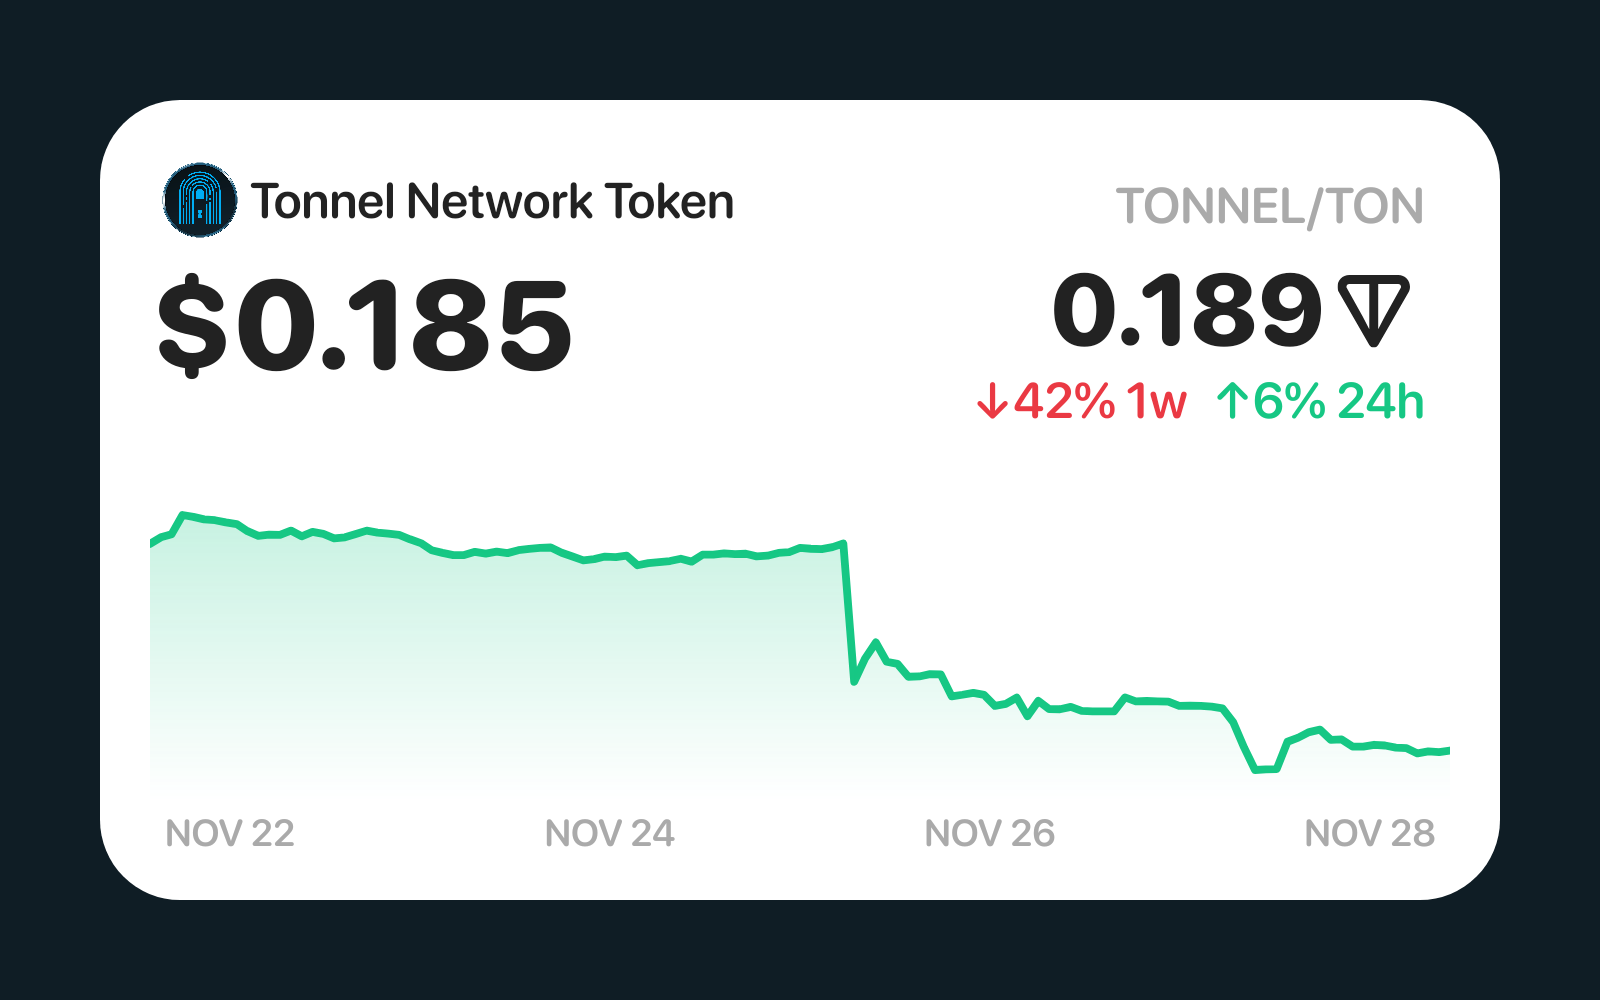 Tonnel Network Token
TONNEL/TON
$0.185
0.189
↓42% 1w ↑6% 24h
NOV 22 NOV 24 NOV 26 NOV 28